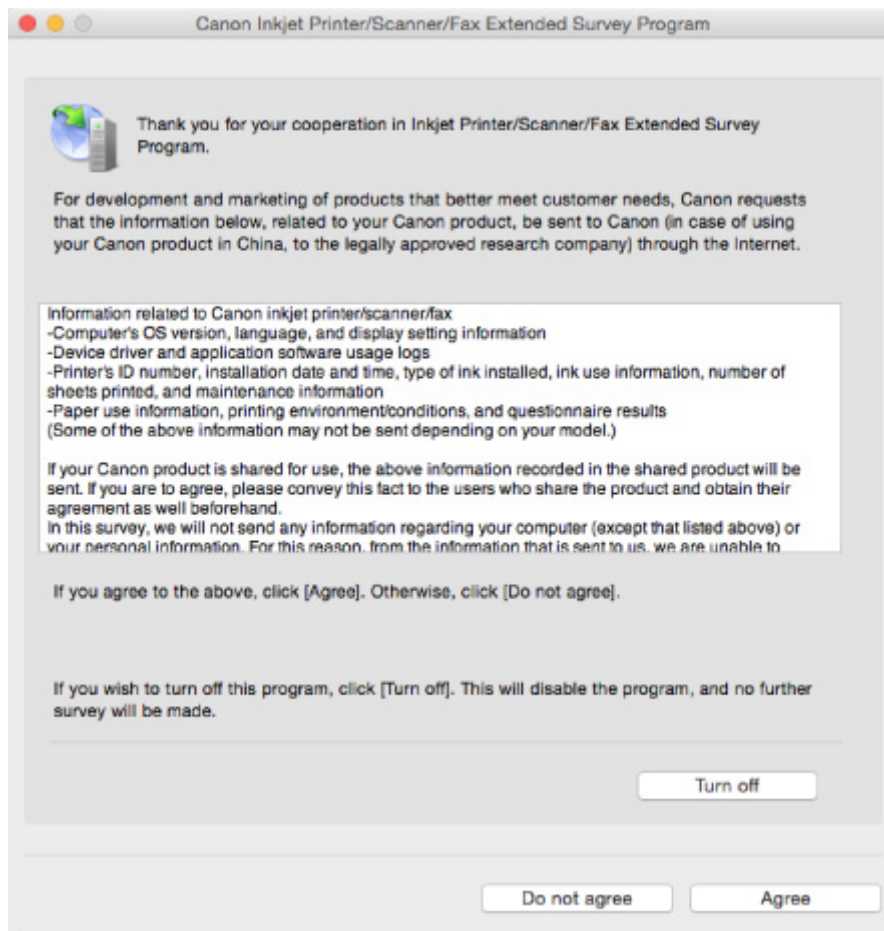 Canon Inkjet Printer/Scanner/Fax Extended Survey Program
Thank you for your cooperation in Inkjet Printer/Scanner/Fax Extended Survey
Program.
For development and marketing of products that better meet customer needs, Canon requests
that the information below, related to your Canon product, be sent to Canon (in case of using
your Canon product in China, to the legally approved research company) through the Internet.
Information related to Canon inkjet printer/scanner/fax
-Computer's OS version, language, and display setting information
-Device driver and application software usage logs
-Printer's ID number, installation date and time, type of ink installed, ink use information, number of
sheets printed, and maintenance information
-Paper use information, printing environment/conditions, and questionnaire results
(Some of the above information may not be sent depending on your model.)
If your Canon product is shared for use, the above information recorded in the shared product will be
sent. If you are to agree, please convey this fact to the users who share the product and obtain their
agreement as well beforehand.
In this survey, we will not send any information regarding your computer (except that listed above) or
your personal information. For this reason, from the information that is sent to us, we are unable to
If you agree to the above, click [Agree]. Otherwise, click [Do not agree].
If you wish to turn off this program, click [Turn off]. This will disable the program, and no further
survey will be made.
Turn off
Do not agree
Agree